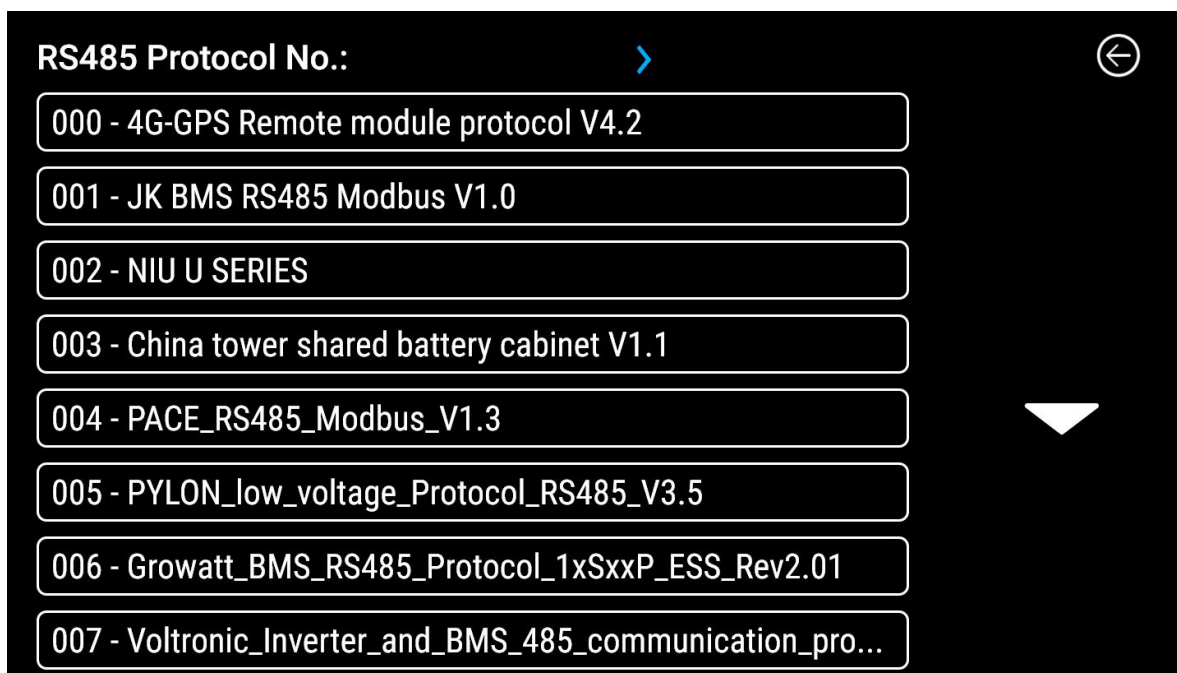 RS485 Protocol No.:
000 - 4G-GPS Remote module protocol V4.2
001 - JK BMS RS485 Modbus V1.0
002 - NIU U SERIES
003 - China tower shared battery cabinet V1.1
004 - PACE_RS485_Modbus_V1.3
005 - PYLON_low_voltage_Protocol_RS485_V3.5
006 - Growatt_BMS_RS485_Protocol_1xSxxP_ESS_Rev2.01
007 - Voltronic_Inverter_and_BMS_485_communication_pro...